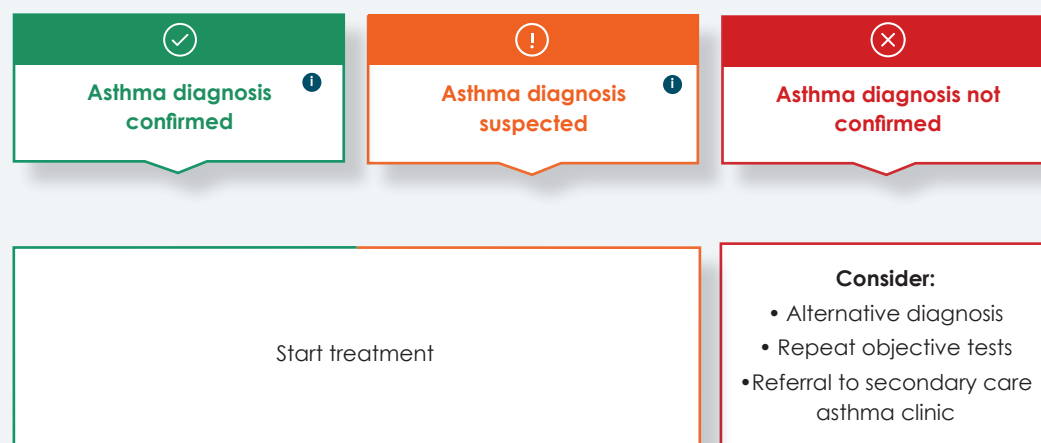 Asthma diagnosis
confirmed
Asthma diagnosis
suspected
Asthma diagnosis not
confirmed
Start treatment
Consider:
• Alternative diagnosis
• Repeat objective tests
•Referral to secondary care
asthma clinic